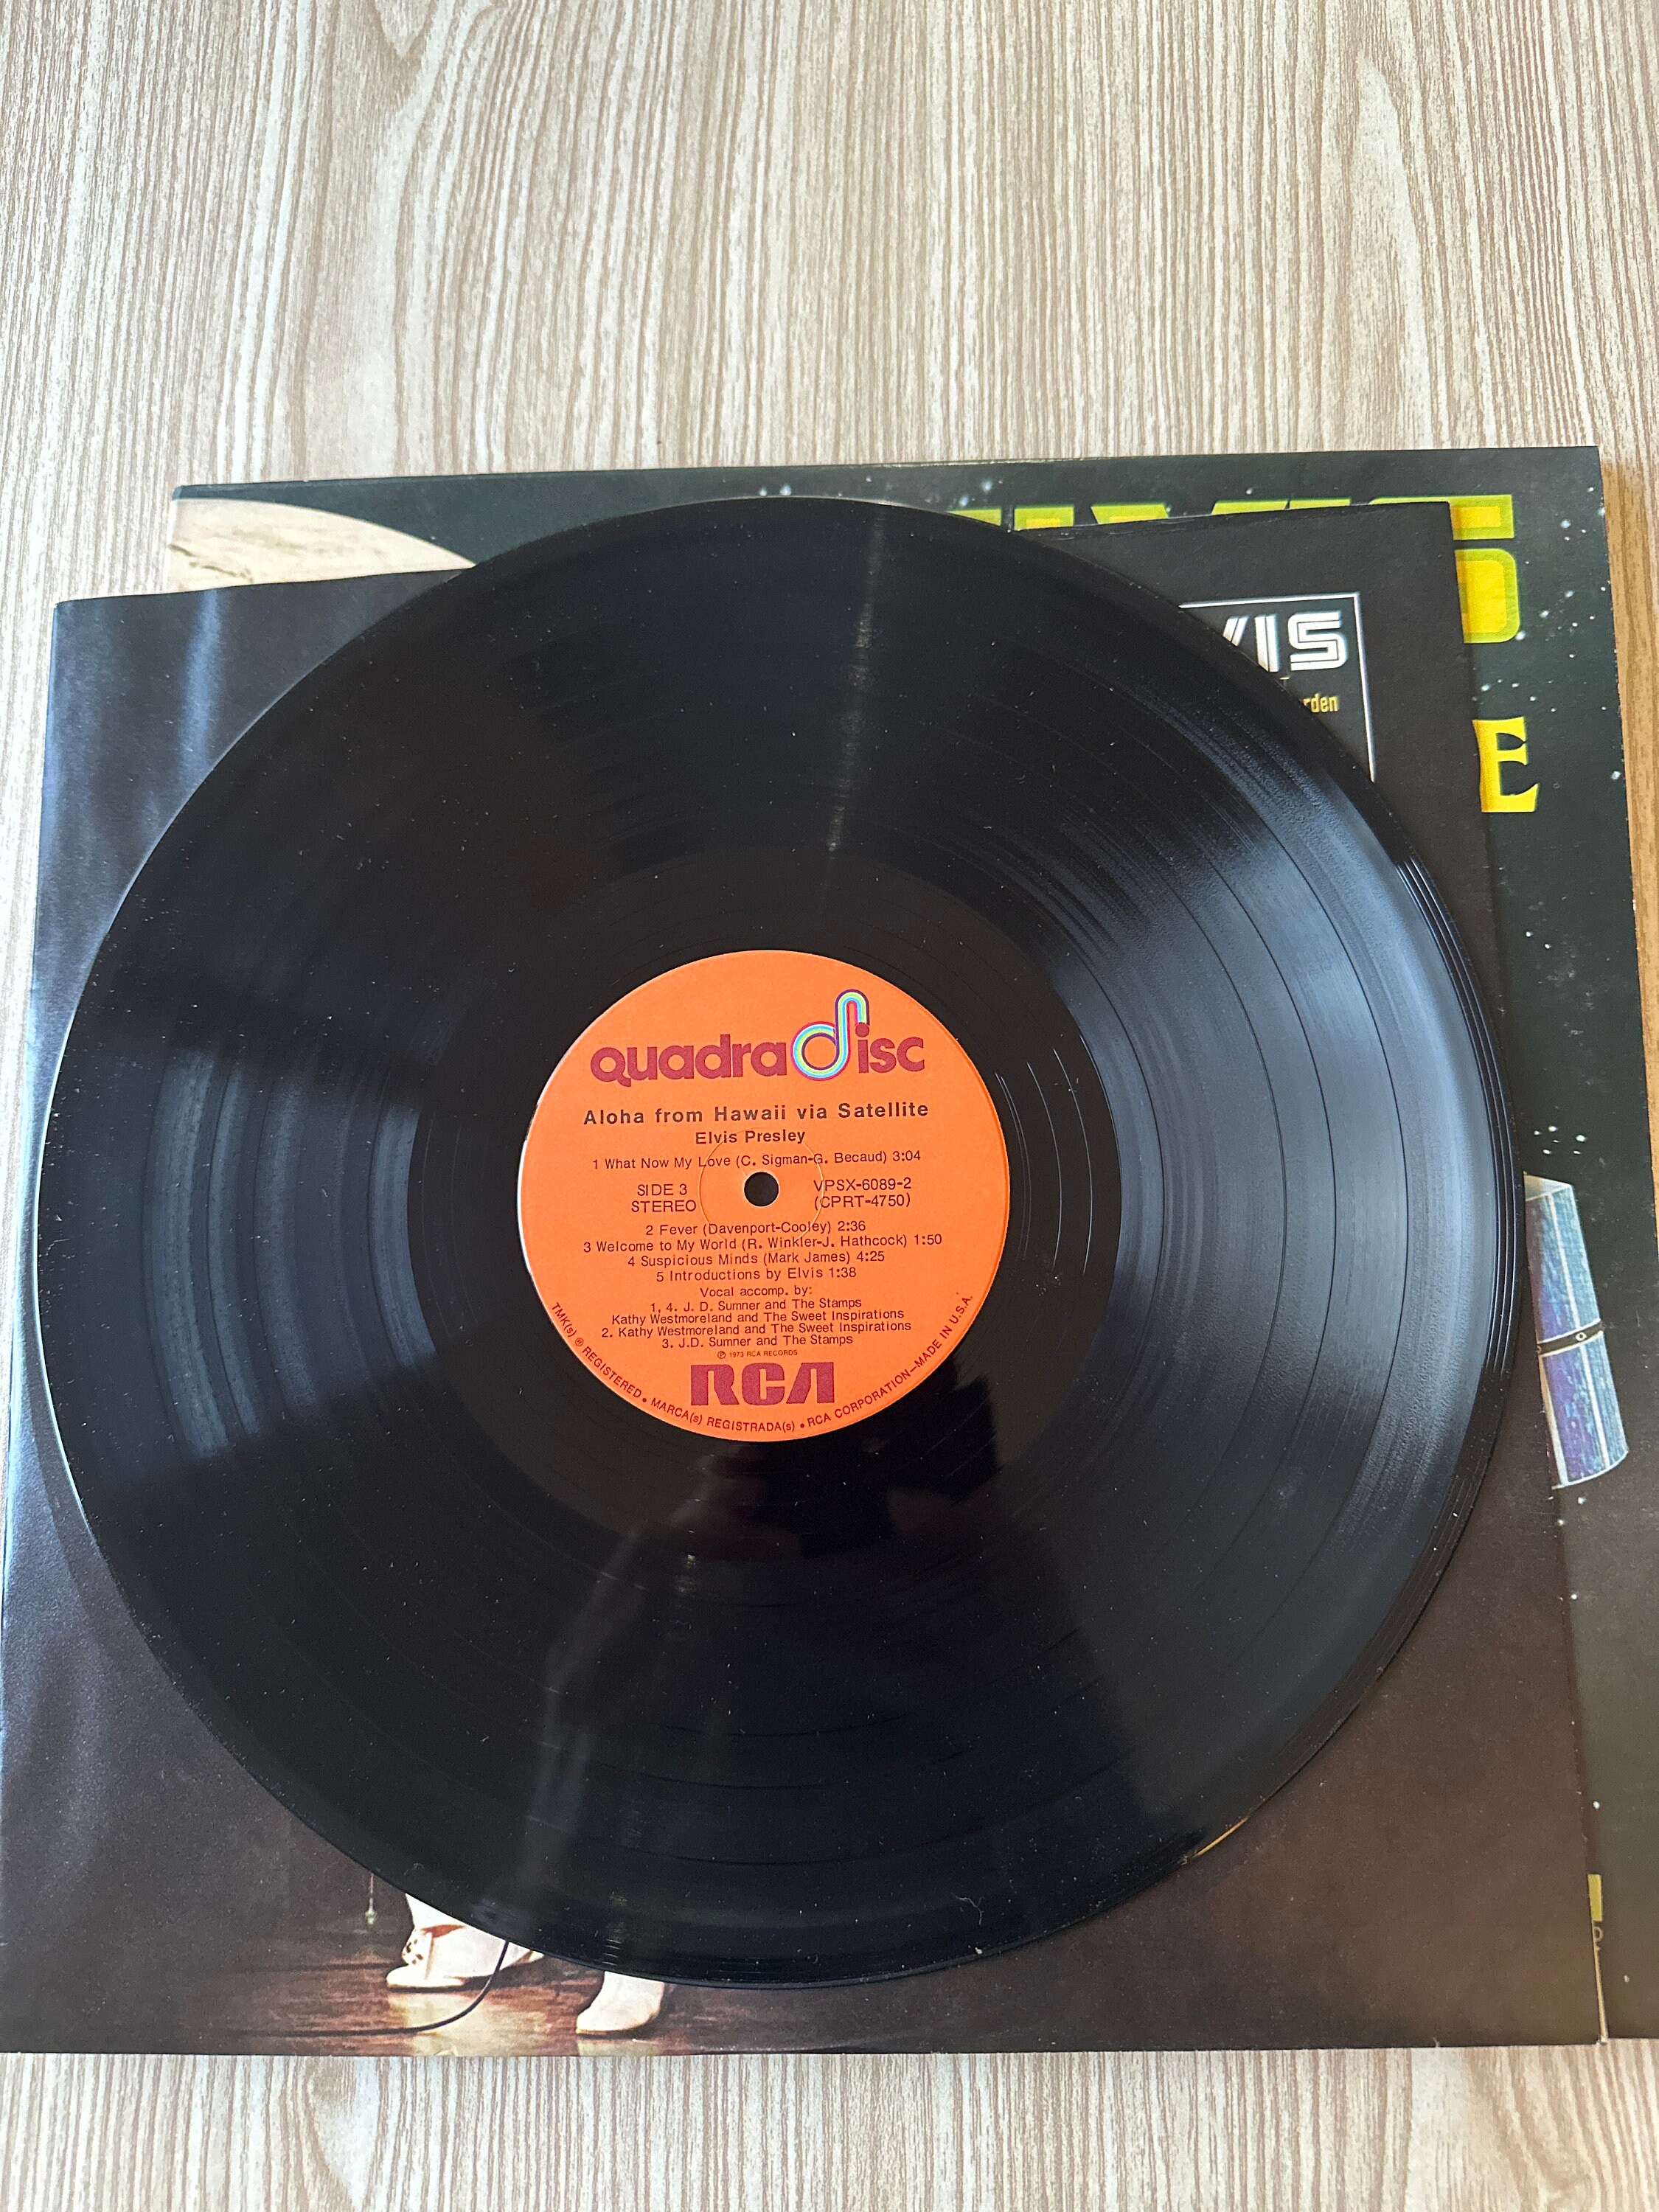 VIS
rden
E
quadradisc
Aloha from Hawaii via Satellite
Elvis Presley
1 What Now My Love (C. Sigman-G. Becaud) 3:04
SIDE 3
STEREO
VPSX-6089-2
(CPRT-4750)
2 Fever (Davenport-Cooley) 2:36
3 Welcome to My World (R. Winkler-J. Hathcock) 1:50
4 Suspicious Minds (Mark James) 4:25
5 Introductions by Elvis 1:38
Vocal accomp. by:
1, 4. J. D. Sumner and The Stamps
Kathy Westmoreland and The Sweet Inspirations
2. Kathy Westmoreland and The Sweet Inspirations
3. J.D. Sumner and The Stamps
℗ 1973 RCA RECORDS
RCA
TMK(s) ® REGISTERED • MARCA(s) REGISTRADA(s) • RCA CORPORATION—MADE IN U.S.A.